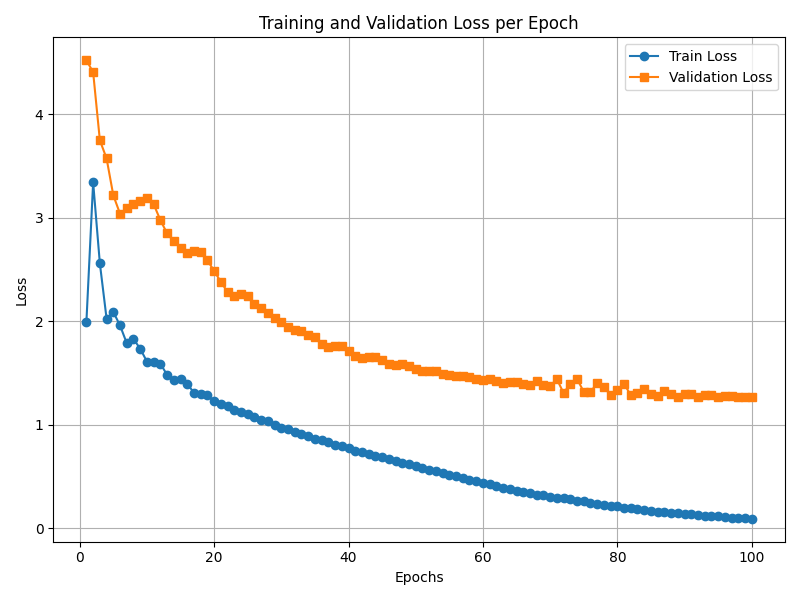 Training and Validation Loss per Epoch
Train Loss
Validation Loss
Loss
4
3
2
1
0
0 20 40 60 80 100
Epochs